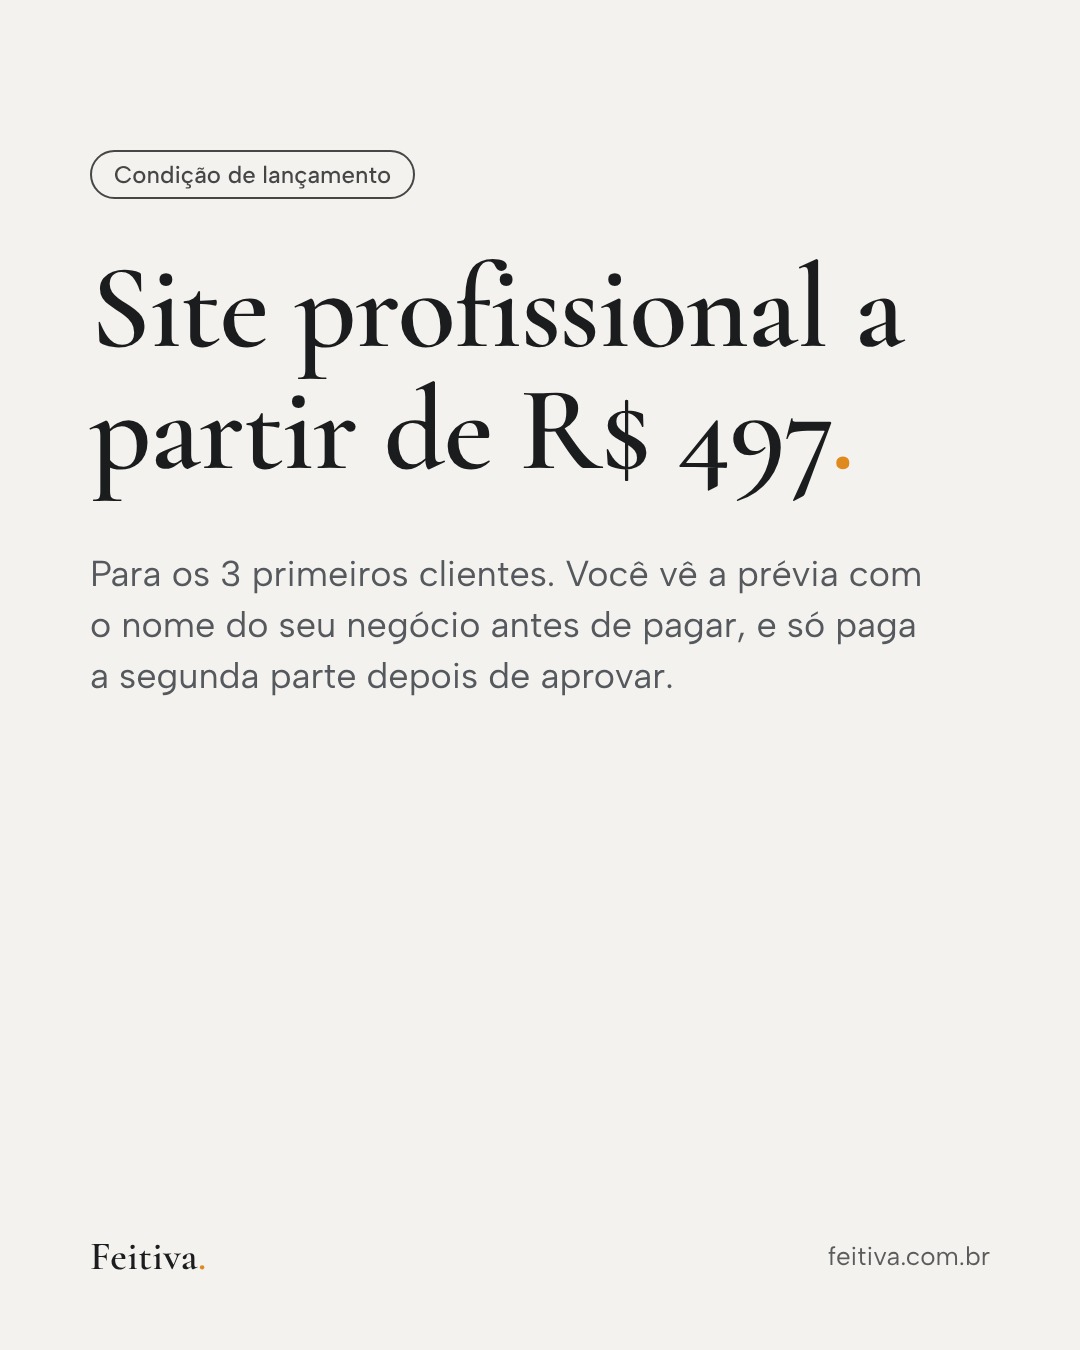 Condição de lançamento
Site profissional a
partir de R$ 497.
Para os 3 primeiros clientes. Você vê a prévia com
o nome do seu negócio antes de pagar, e só paga
a segunda parte depois de aprovar.
Feitiva.
feitiva.com.br